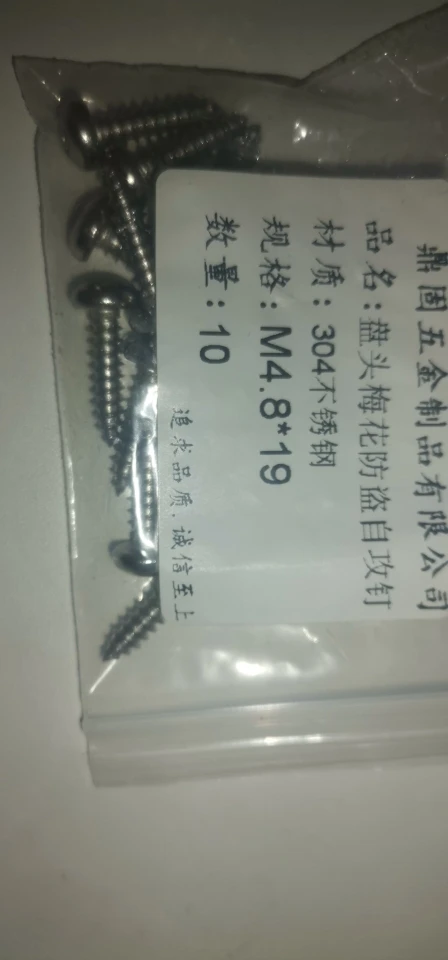 鼎固五金制品有限公司
品名:盘头梅花防盗自攻钉
材质:304不锈钢
规格:M4.8*19
数量:10
追求品质,诚信至上